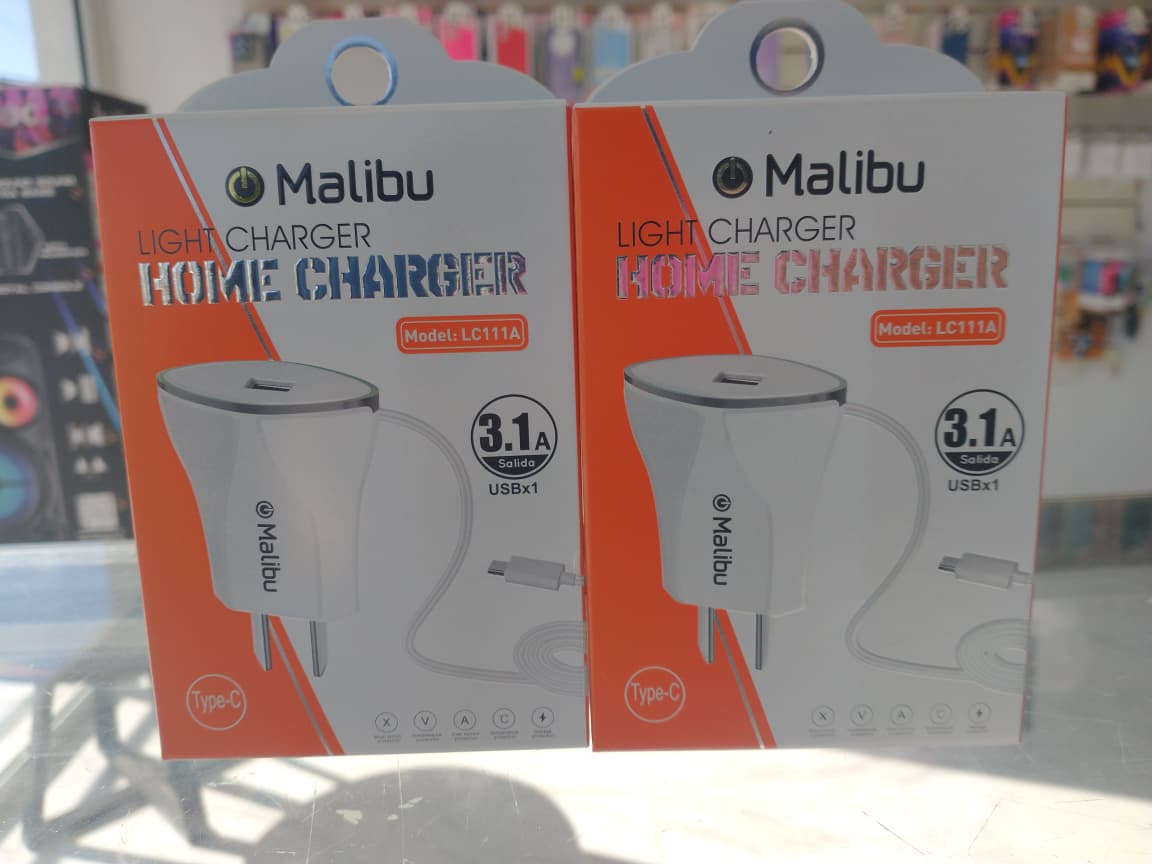 Malibu
LIGHT CHARGER
HOME CHARGER
Model: LC111A
3.1A
Salida
USBx1
Malibu
Type-C
X V A °C
Malibu
LIGHT CHARGER
HOME CHARGER
Model: LC111A
3.1A
Salida
USBx1
Malibu
Type-C
X V A °C